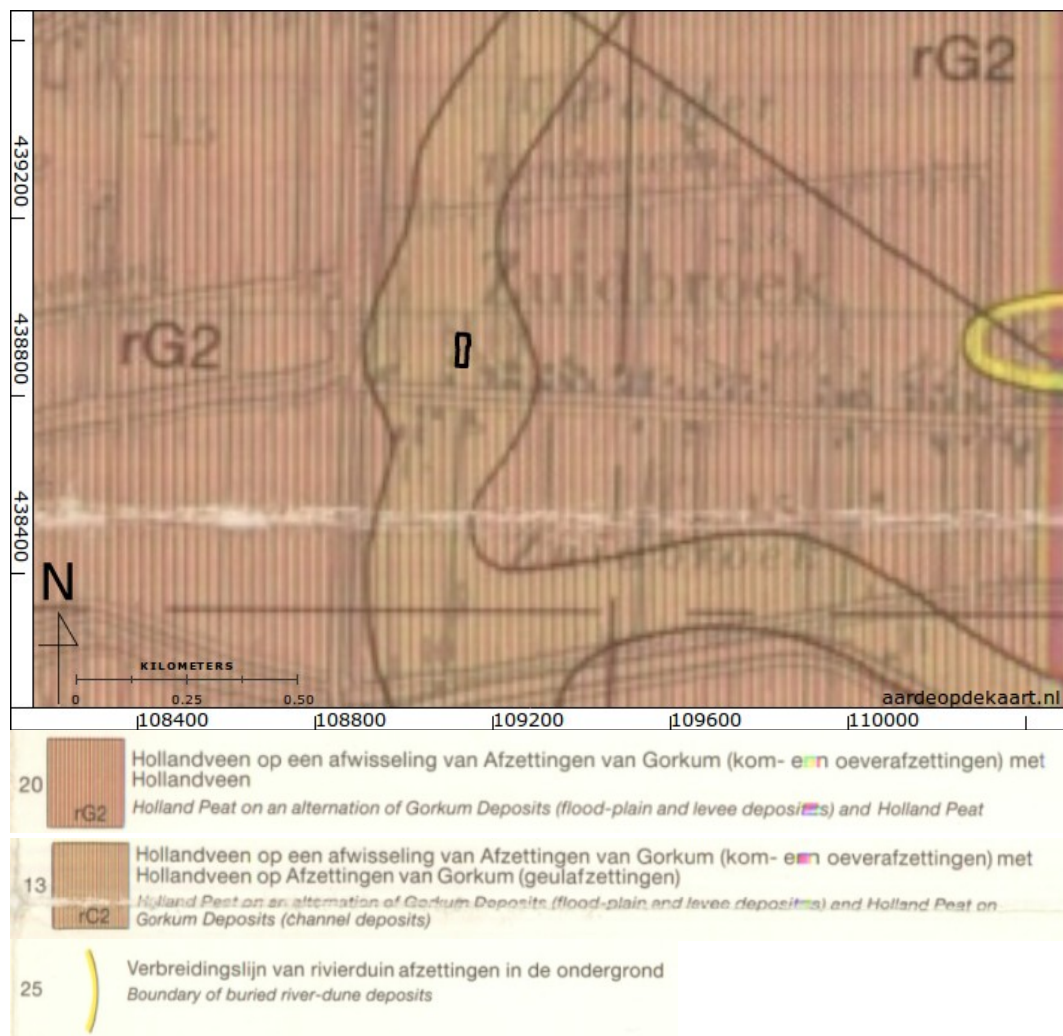 rG2
Polder
439200
Zuidbroek
rG2
438800
438400
Zuidbroek
N
KILOMETERS
0 0.25 0.50
aardeopdekaart.nl
108400 108800 109200 109600 110000
20 Hollandveen op een afwisseling van Afzettingen van Gorkum (kom- en oeverafzettingen) met
Hollandveen
rG2 Holland Peat on an alternation of Gorkum Deposits (flood-plain and levee deposits) and Holland Peat
13 Hollandveen op een afwisseling van Afzettingen van Gorkum (kom- en oeverafzettingen) met
Hollandveen op Afzettingen van Gorkum (geulafzettingen)
Holland Peat on an alternation of Gorkum Deposits (flood-plain and levee deposits) and Holland Peat on
rC2 Gorkum Deposits (channel deposits)
25 Verbreidingslijn van rivierduin afzettingen in de ondergrond
Boundary of buried river-dune deposits